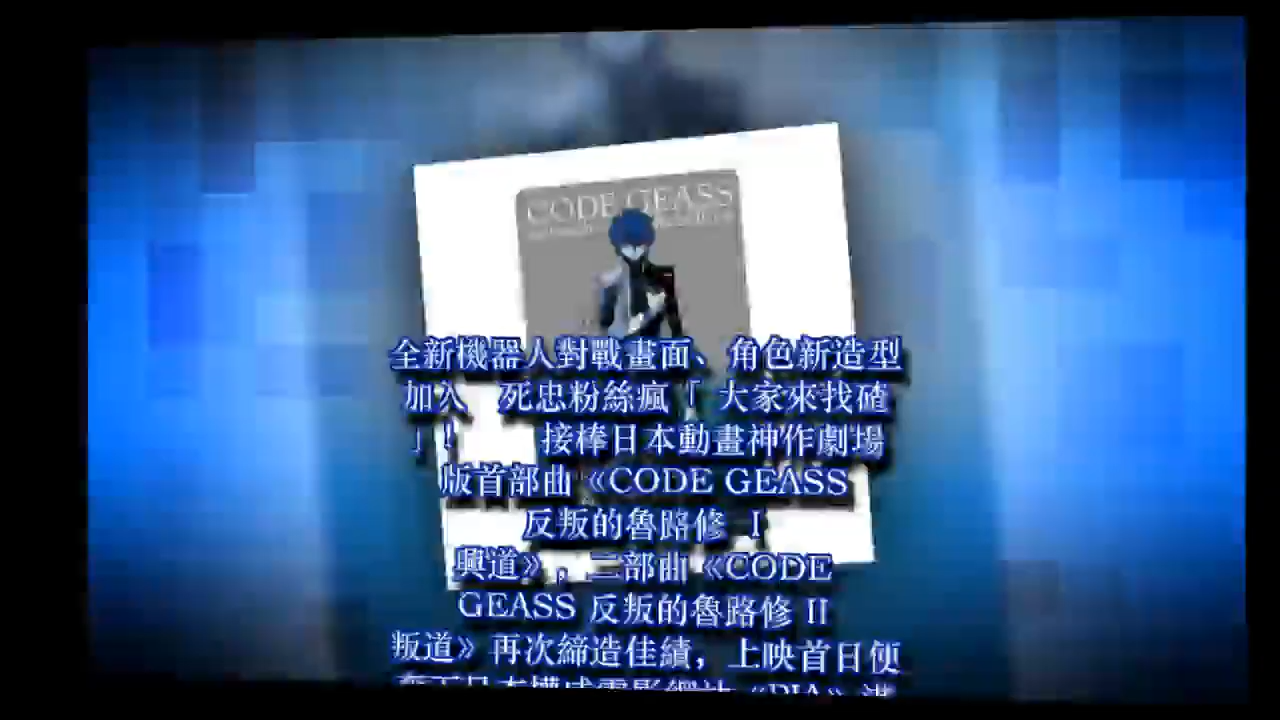 CODE GEASS
全新機器人對戰畫面、角色新造型
加入 死忠粉絲瘋「大家來找碴
」! 接棒日本動畫神作劇場
版首部曲《CODE GEASS
反叛的魯路修 I
興道》，二部曲《CODE
GEASS 反叛的魯路修 II
叛道》再次締造佳績，上映首日便